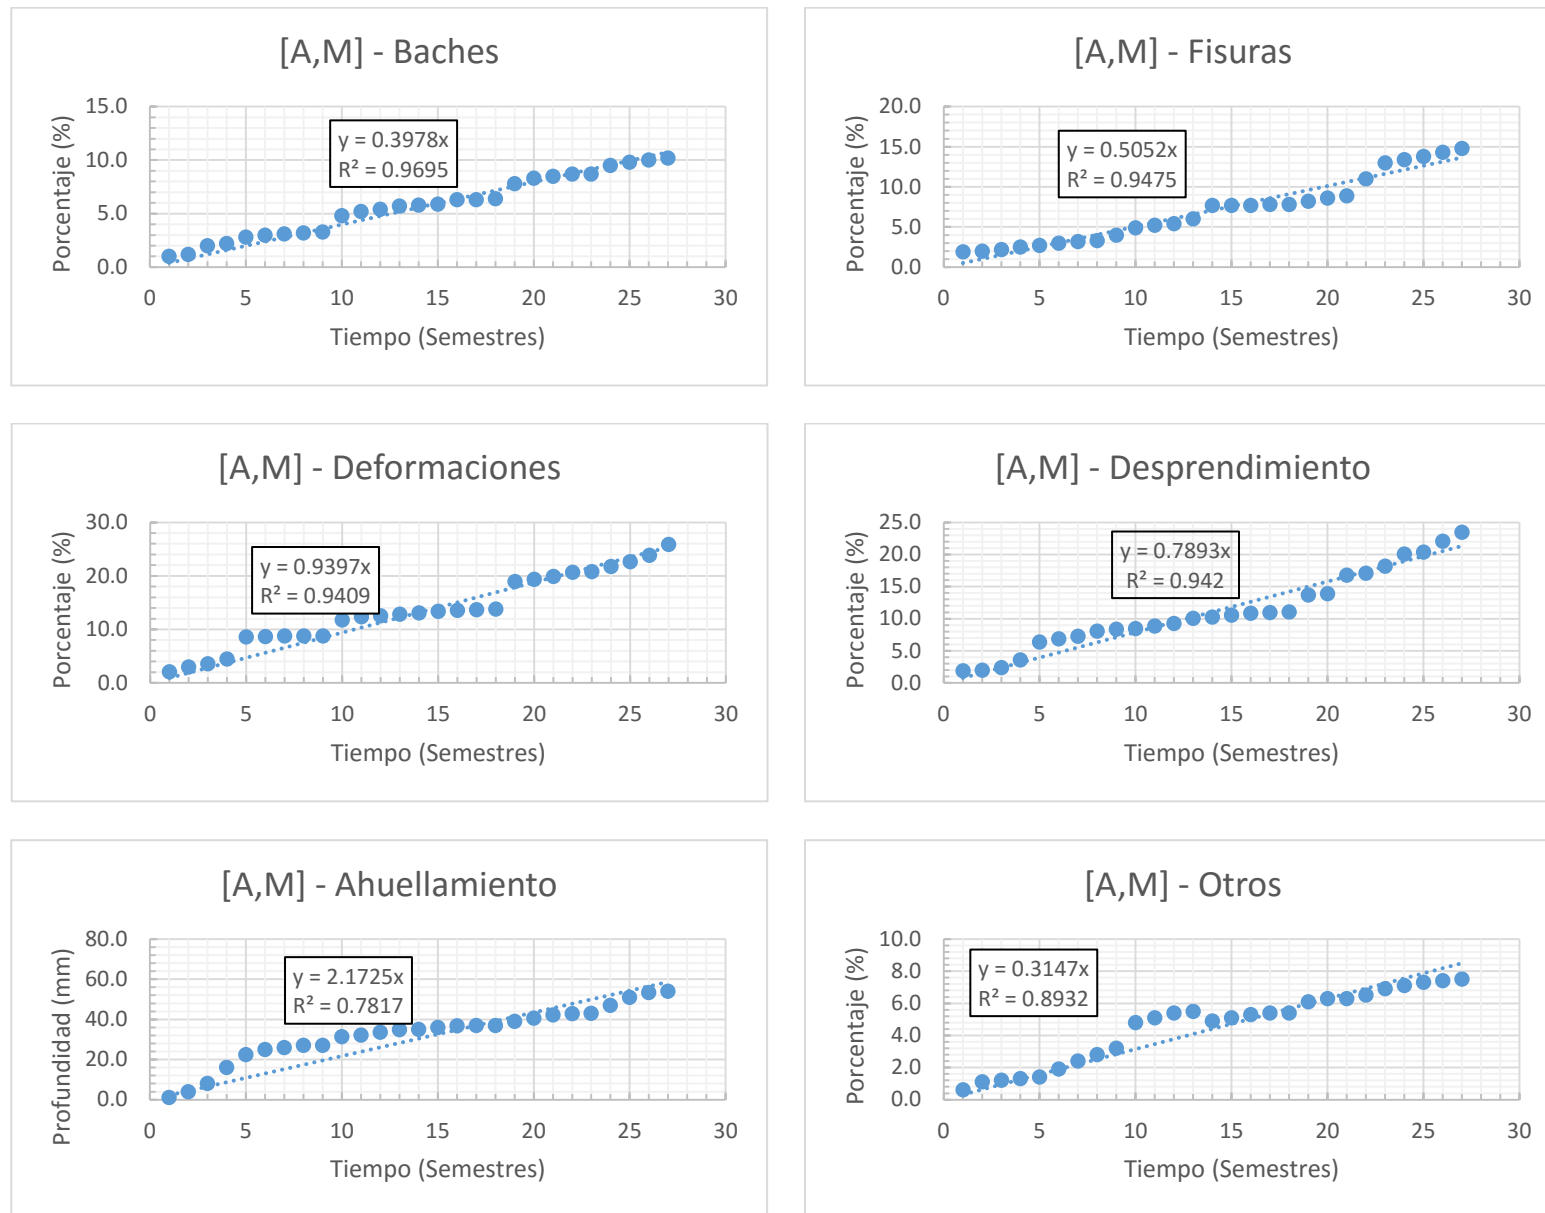 [A,M] - Baches
15.0
10.0
5.0
0.0
Porcentaje (%)
y = 0.3978x
R² = 0.9695
0 5 10 15 20 25 30
Tiempo (Semestres)
[A,M] - Fisuras
20.0
15.0
10.0
5.0
0.0
Porcentaje (%)
y = 0.5052x
R² = 0.9475
0 5 10 15 20 25 30
Tiempo (Semestres)
[A,M] - Deformaciones
30.0
20.0
10.0
0.0
Porcentaje (%)
y = 0.9397x
R² = 0.9409
0 5 10 15 20 25 30
Tiempo (Semestres)
[A,M] - Desprendimiento
25.0
20.0
15.0
10.0
5.0
0.0
Porcentaje (%)
y = 0.7893x
R² = 0.942
0 5 10 15 20 25 30
Tiempo (Semestres)
[A,M] - Ahuellamiento
80.0
60.0
40.0
20.0
0.0
Profundidad (mm)
y = 2.1725x
R² = 0.7817
0 5 10 15 20 25 30
Tiempo (Semestres)
[A,M] - Otros
10.0
8.0
6.0
4.0
2.0
0.0
Porcentaje (%)
y = 0.3147x
R² = 0.8932
0 5 10 15 20 25 30
Tiempo (Semestres)